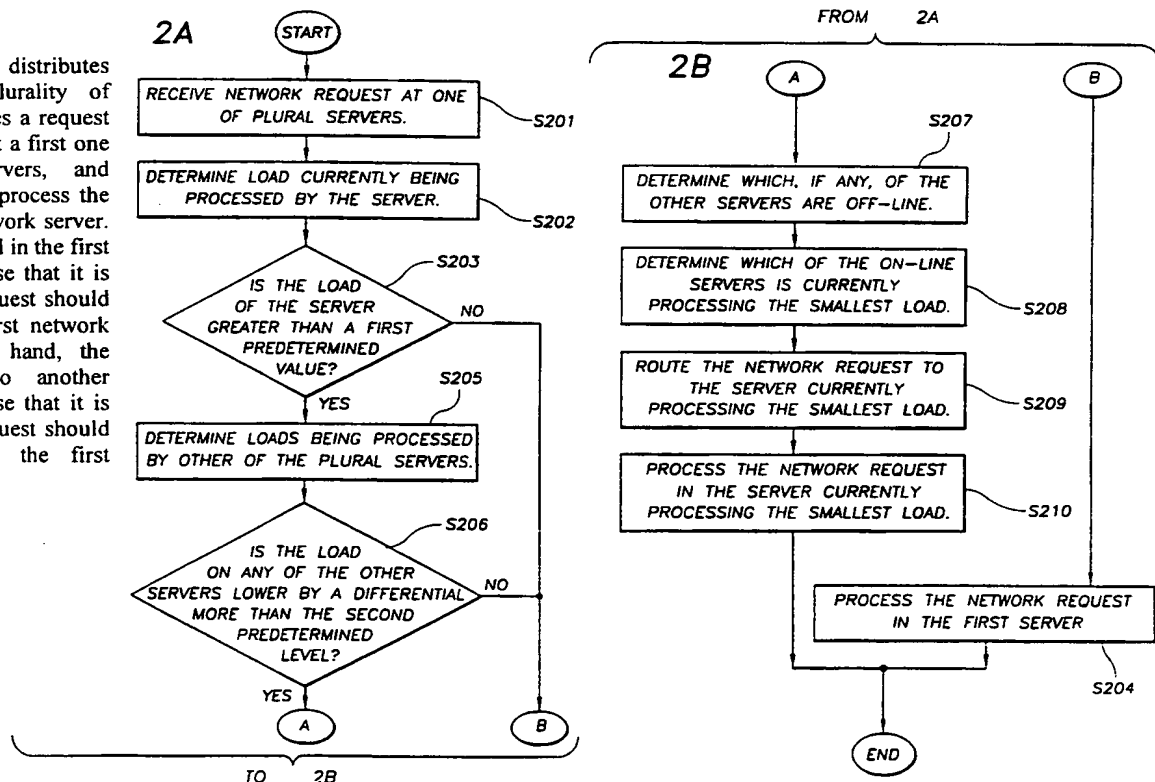 distributes
lurality of
es a request
t a first one
rvers, and
process the
work server.
d in the first
se that it is
uest should
rst network
hand, the
o another
se that it is
uest should
the first
2A
START
RECEIVE NETWORK REQUEST AT ONE
OF PLURAL SERVERS.
S201
DETERMINE LOAD CURRENTLY BEING
PROCESSED BY THE SERVER.
S202
S203
IS THE LOAD
OF THE SERVER
GREATER THAN A FIRST
PREDETERMINED
VALUE?
NO
YES
S205
DETERMINE LOADS BEING PROCESSED
BY OTHER OF THE PLURAL SERVERS.
S206
IS THE LOAD
ON ANY OF THE OTHER
SERVERS LOWER BY A DIFFERENTIAL
MORE THAN THE SECOND
PREDETERMINED
LEVEL?
NO
YES
A
B
TO 2B
FROM 2A
2B
A
B
S207
DETERMINE WHICH, IF ANY, OF THE
OTHER SERVERS ARE OFF-LINE.
DETERMINE WHICH OF THE ON-LINE
SERVERS IS CURRENTLY
PROCESSING THE SMALLEST LOAD.
S208
ROUTE THE NETWORK REQUEST TO
THE SERVER CURRENTLY
PROCESSING THE SMALLEST LOAD.
S209
PROCESS THE NETWORK REQUEST
IN THE SERVER CURRENTLY
PROCESSING THE SMALLEST LOAD.
S210
PROCESS THE NETWORK REQUEST
IN THE FIRST SERVER
S204
END